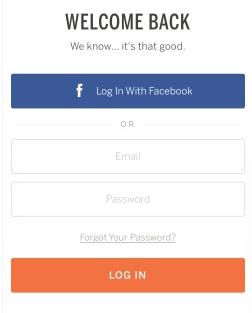 WELCOME BACK
We know... it's that good.
f Log In With Facebook
OR
Email
Password
Forgot Your Password?
LOG IN